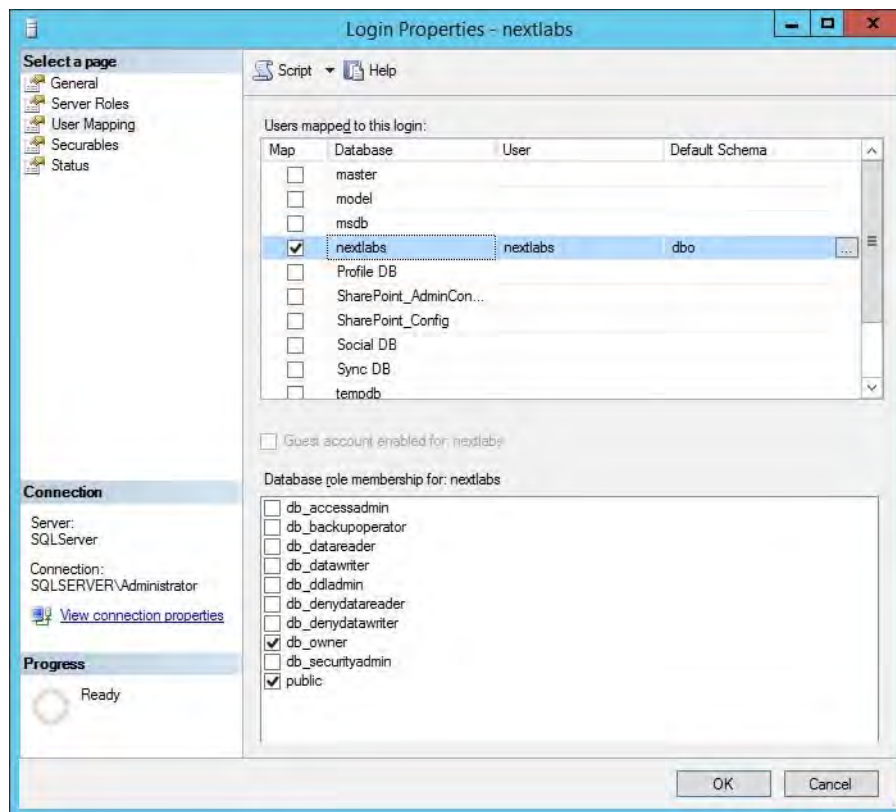 Login Properties - nextlabs
Select a page
General
Server Roles
User Mapping
Securables
Status
Script Help
Users mapped to this login:
Map Database User Default Schema
master
model
msdb
nextlabs nextlabs dbo ...
Profile DB
SharePoint_AdminCon...
SharePoint_Config
Social DB
Sync DB
tempdb
Guest account enabled for: nextlabs
Database role membership for: nextlabs
db_accessadmin
db_backupoperator
db_datareader
db_datawriter
db_ddladmin
db_denydatareader
db_denydatawriter
db_owner
db_securityadmin
public
Connection
Server:
SQLServer
Connection:
SQLSERVER\Administrator
View connection properties
Progress
Ready
OK Cancel